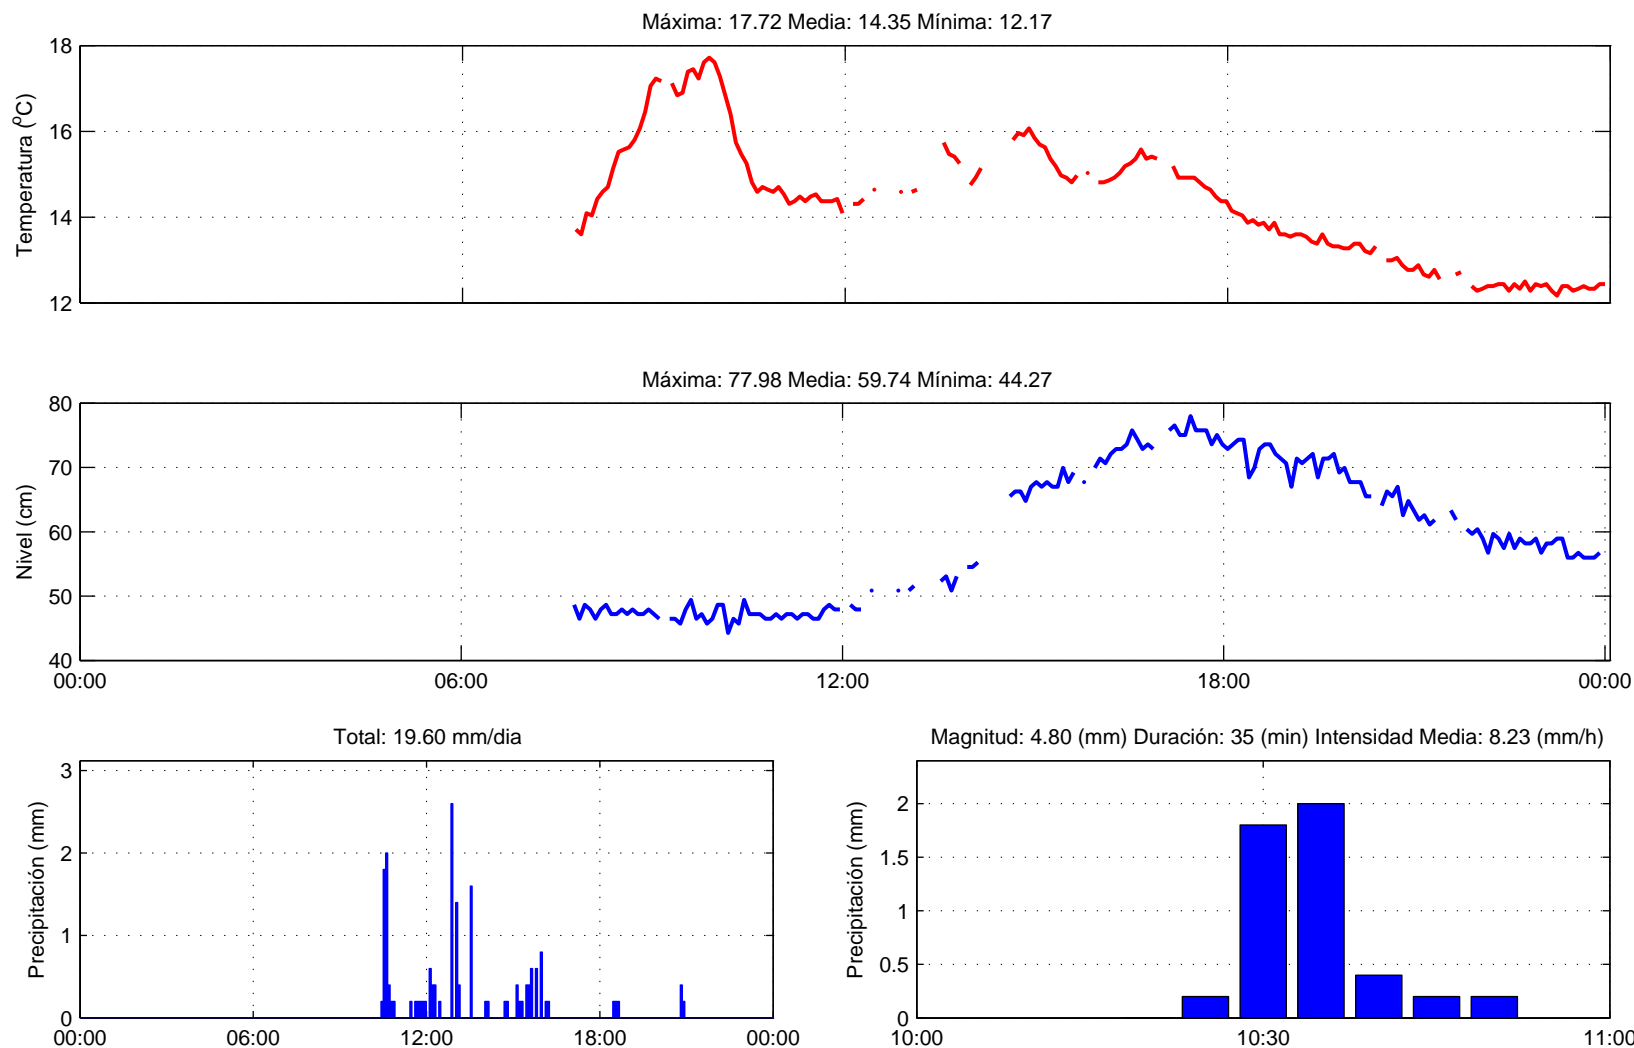 Máxima: 17.72 Media: 14.35 Mínima: 12.17
18
16
14
12
Temperatura (ºC)
Máxima: 77.98 Media: 59.74 Mínima: 44.27
80
70
60
50
40
Nivel (cm)
00:00 06:00 12:00 18:00 00:00
Total: 19.60 mm/dia
3
2
1
0
Precipitación (mm)
00:00 06:00 12:00 18:00 00:00
Magnitud: 4.80 (mm) Duración: 35 (min) Intensidad Media: 8.23 (mm/h)
2
1.5
1
0.5
0
Precipitación (mm)
10:00 10:30 11:00